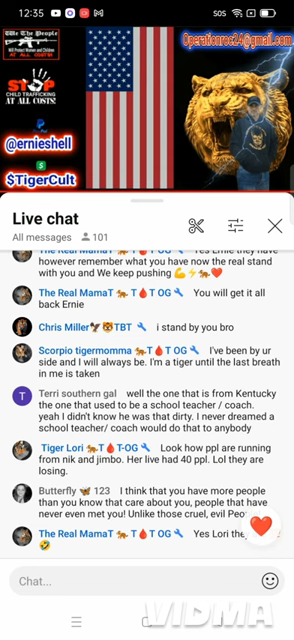 12:35
SOS
We The People
Will Protect Women and Children
AT ALL COSTS!
STOP
CHILD TRAFFICKING
AT ALL COSTS!
@ernieshell
$TigerCult
Operationros24@gmail.com
Live chat
All messages 101
The Real MamaT 🐅 T🩸T OG 🔧 Yes Ernie they have
however remember what you have now the real stand
with you and We keep pushing 💪⚡🐅❤️
The Real MamaT 🐅 T🩸T OG 🔧 You will get it all
back Ernie
Chris Miller🦅🐯TBT 🔧 i stand by you bro
Scorpio tigermomma 🐅T🩸T OG 🔧 I've been by ur
side and I will always be. I'm a tiger until the last breath
in me is taken
T
Terri southern gal well the one that is from Kentucky
the one that used to be a school teacher / coach.
yeah I didn't know he was that dirty. I never dreamed a
school teacher/ coach would do that to anybody
Tiger Lori 🐅T🩸T-OG🔧 Look how ppl are running
from nik and jimbo. Her live had 40 ppl. Lol they are
losing.
Butterfly 🦋 123 I think that you have more people
than you know that care about you, people that have
never even met you! Unlike those cruel, evil
The Real MamaT 🐅 T🩸T OG 🔧 Yes Lori
🤣
Chat...
VIDMA